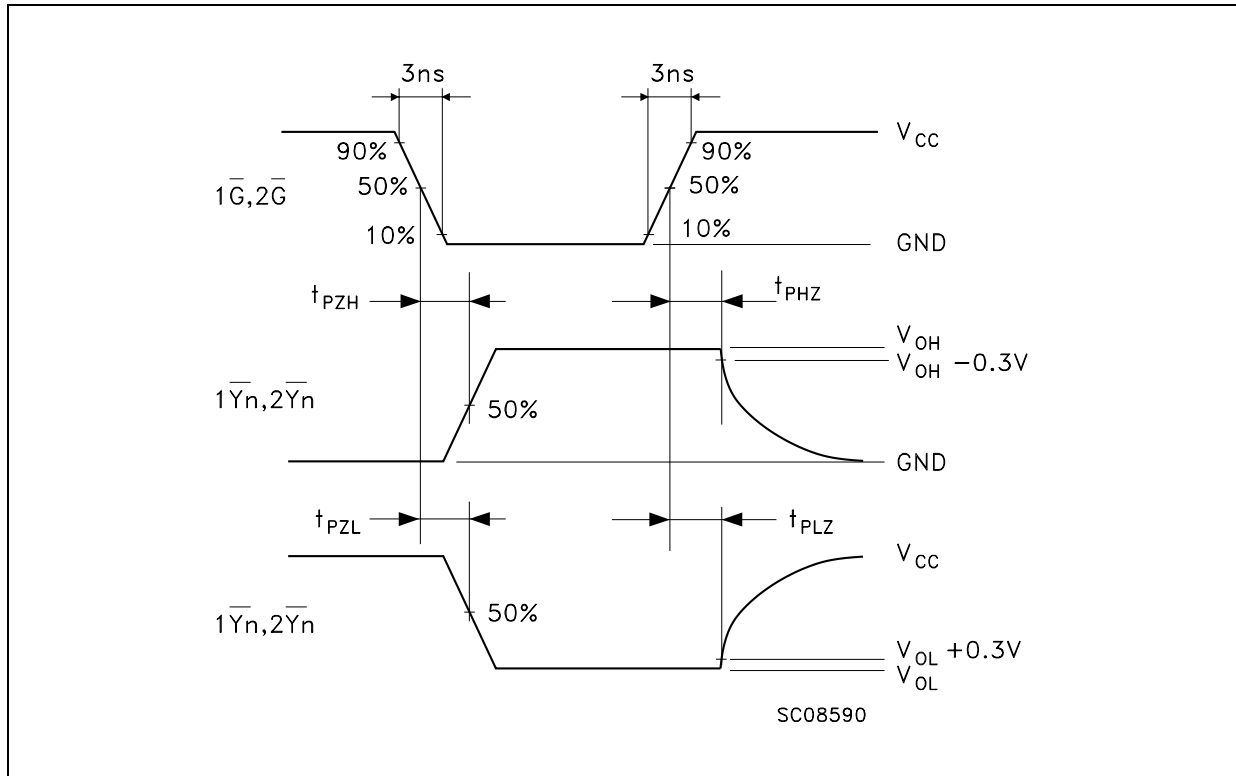 3ns 3ns
V_CC
90% 90%
1G̅,2G̅ 50% 50%
10% 10%
GND
t_PZH t_PHZ
V_OH
V_OH −0.3V
1Y̅n̅,2Y̅n̅ 50%
GND
t_PZL t_PLZ
V_CC
1Y̅n̅,2Y̅n̅ 50%
V_OL +0.3V
V_OL
SC08590